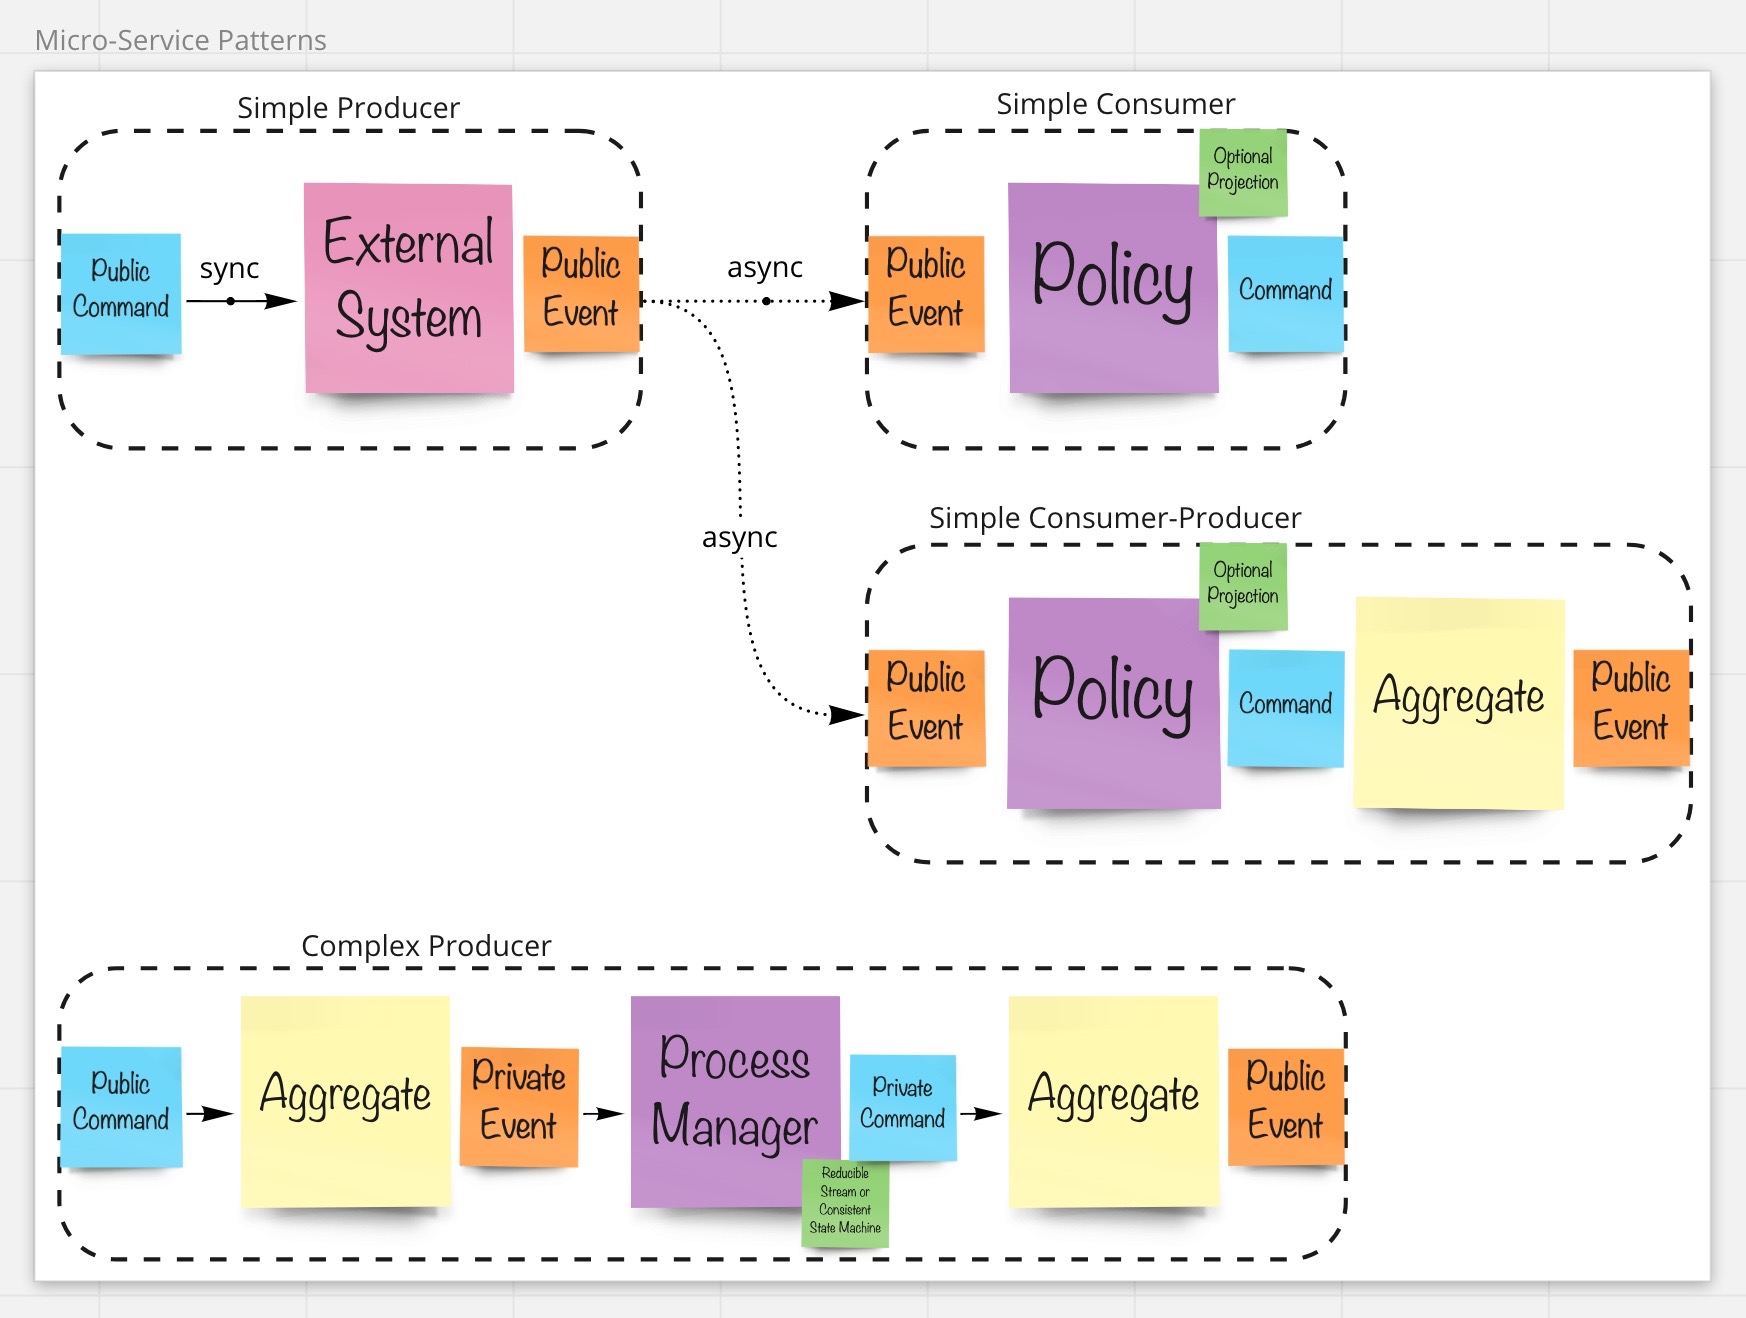 Micro-Service Patterns
Simple Producer
Public
Command
sync
External
System
Public
Event
async
Simple Consumer
Public
Event
Policy
Optional
Projection
Command
async
Simple Consumer-Producer
Public
Event
Policy
Optional
Projection
Command
Aggregate
Public
Event
Complex Producer
Public
Command
Aggregate
Private
Event
Process
Manager
Reducible
Stream or
Consistent
State Machine
Private
Command
Aggregate
Public
Event